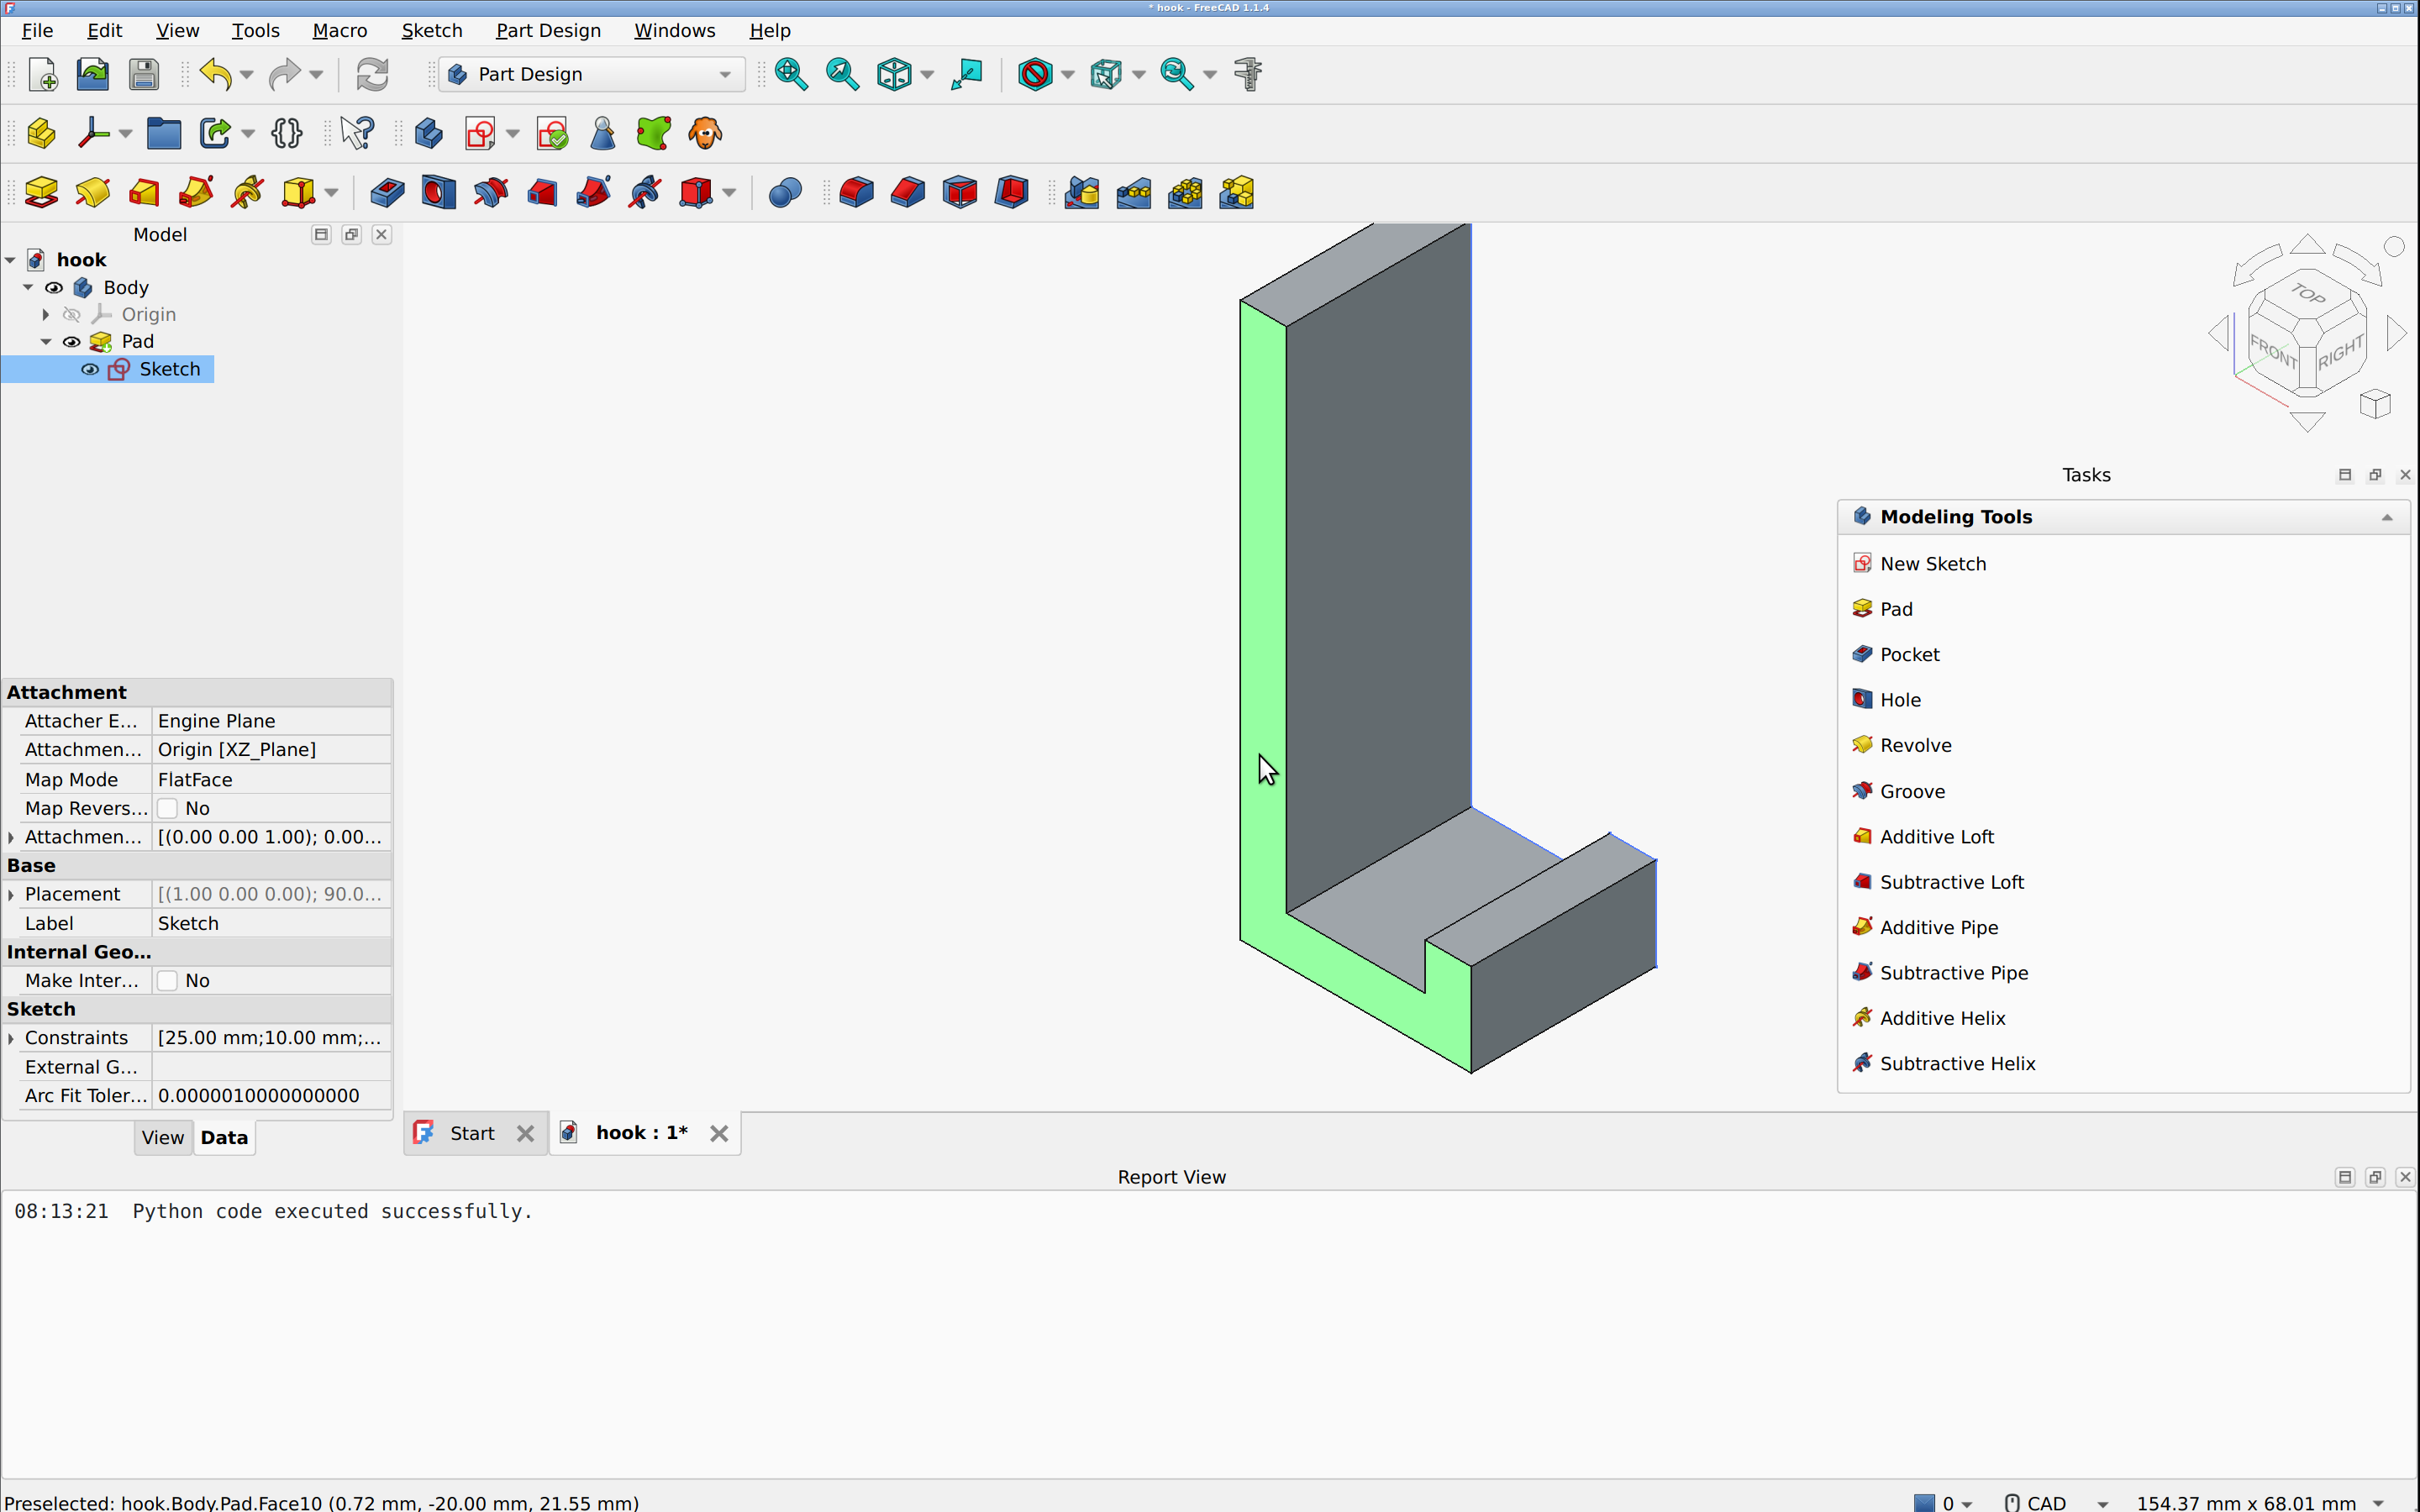 * hook - FreeCAD 1.1.4
File Edit View Tools Macro Sketch Part Design Windows Help
Part Design
Model
hook
Body
Origin
Pad
Sketch
TOP
FRONT
RIGHT
Tasks
Modeling Tools
New Sketch
Pad
Pocket
Hole
Revolve
Groove
Additive Loft
Subtractive Loft
Additive Pipe
Subtractive Pipe
Additive Helix
Subtractive Helix
Attachment
Attacher E... Engine Plane
Attachmen... Origin [XZ_Plane]
Map Mode FlatFace
Map Revers... No
Attachmen... [(0.00 0.00 1.00); 0.00...
Base
Placement [(1.00 0.00 0.00); 90.0...
Label Sketch
Internal Geo...
Make Inter... No
Sketch
Constraints [25.00 mm;10.00 mm;...
External G...
Arc Fit Toler... 0.0000010000000000
View Data
Start hook : 1*
Report View
08:13:21 Python code executed successfully.
Preselected: hook.Body.Pad.Face10 (0.72 mm, -20.00 mm, 21.55 mm)
0 CAD 154.37 mm x 68.01 mm